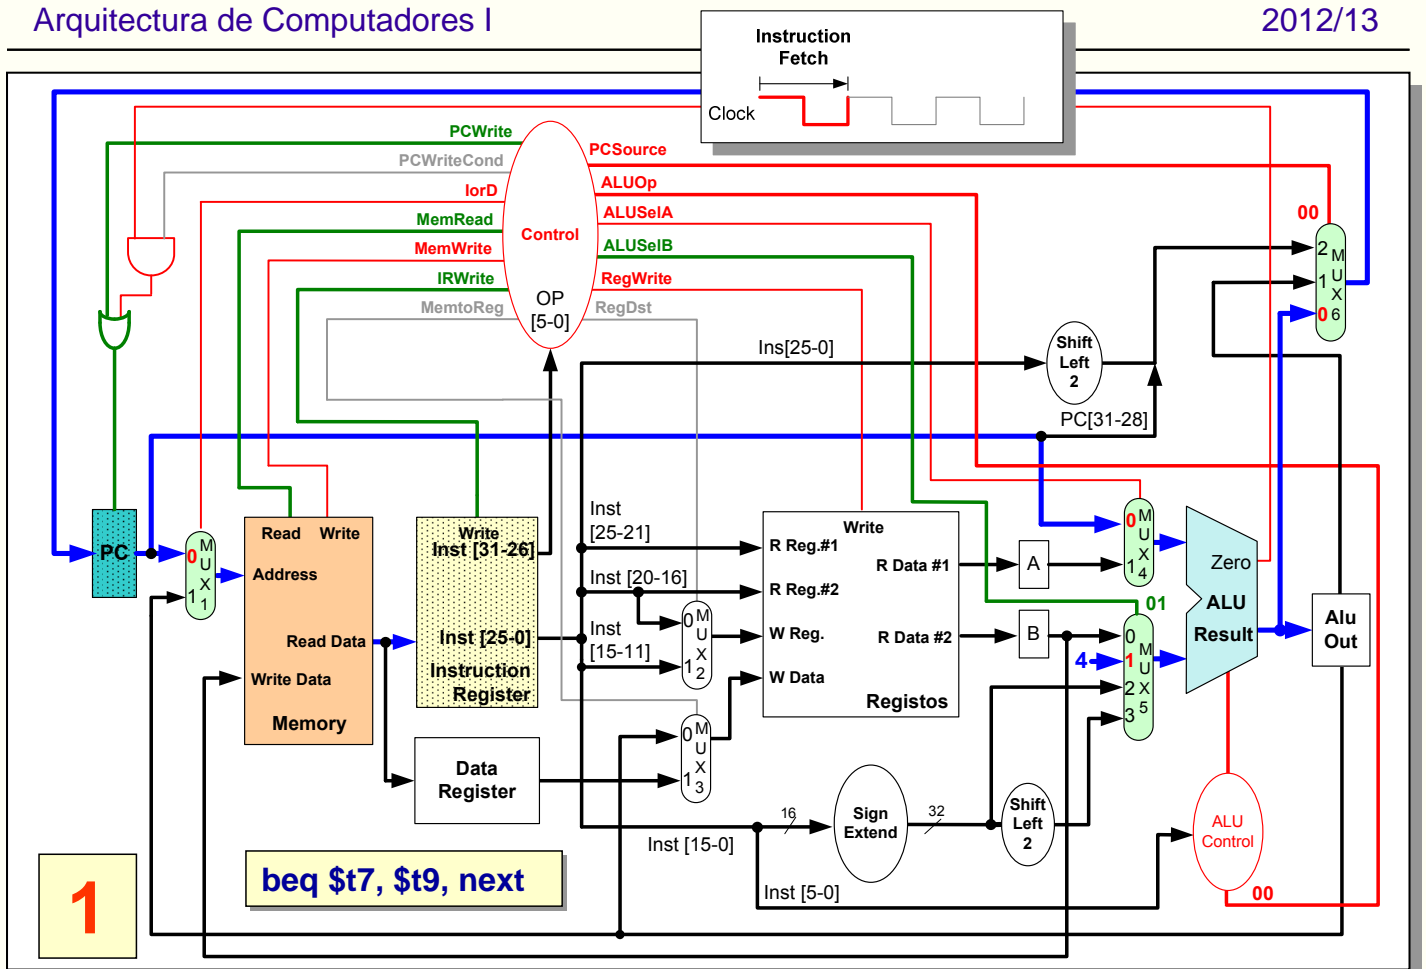 Arquitectura de Computadores I
2012/13
Instruction
Fetch
Clock
PCWrite
PCWriteCond
IorD
MemRead
MemWrite
IRWrite
MemtoReg
Control
OP
[5-0]
PCSource
ALUOp
ALUSelA
ALUSelB
RegWrite
RegDst
00
2
1
0
M
U
X
6
Ins[25-0]
Shift
Left
2
PC[31-28]
PC
0
1
M
U
X
1
Read
Write
Address
Read Data
Write Data
Memory
Write
Inst [31-26]
Inst [25-0]
Instruction
Register
Data
Register
Inst
[25-21]
Inst [20-16]
Inst
[15-11]
0
1
M
U
X
2
0
1
M
U
X
3
Write
R Reg.#1
R Reg.#2
W Reg.
W Data
R Data #1
R Data #2
Registos
A
B
0
1
M
U
X
4
01
4
0
1
2
3
M
U
X
5
Zero
ALU
Result
Alu
Out
Inst [15-0]
16
Sign
Extend
32
Shift
Left
2
Inst [5-0]
ALU
Control
00
1
beq $t7, $t9, next